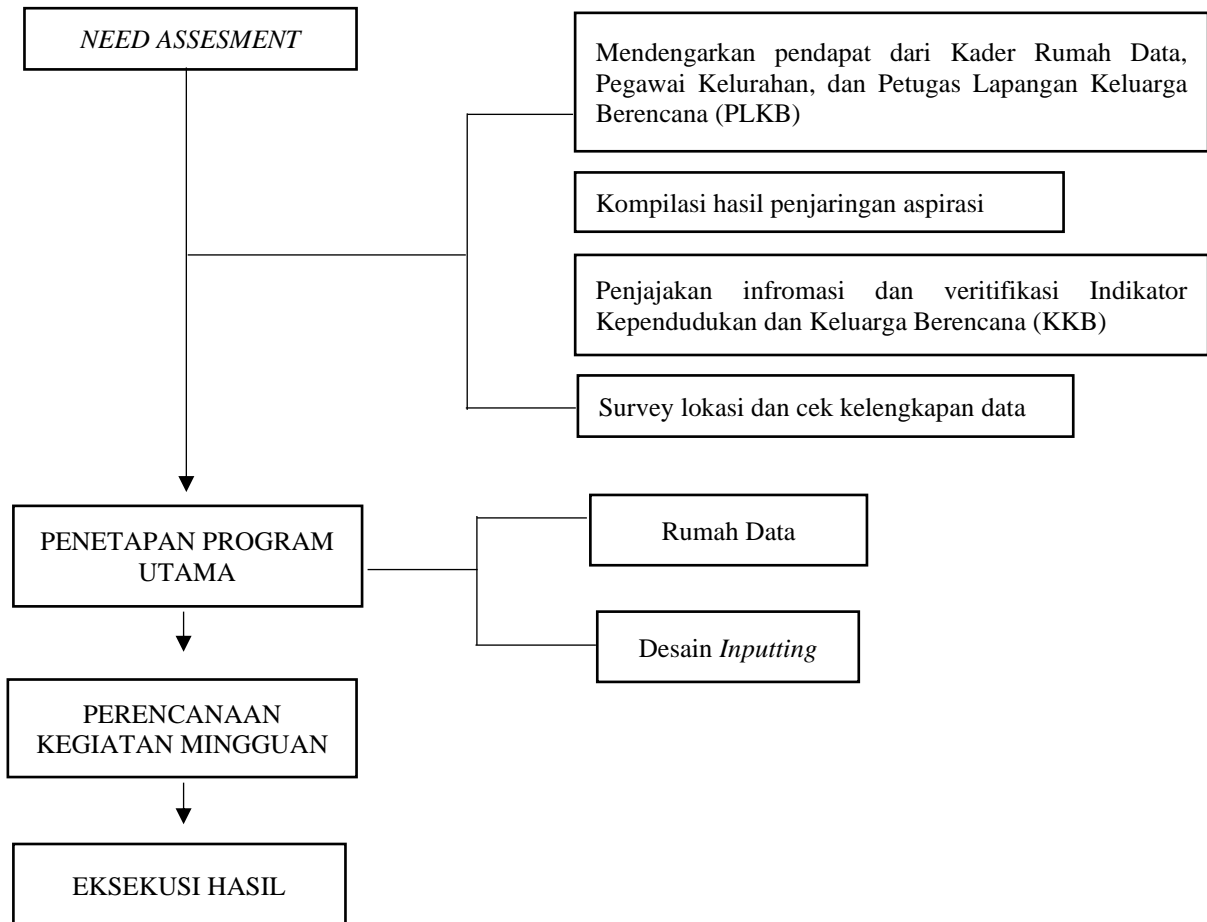 NEED ASSESMENT
Mendengarkan pendapat dari Kader Rumah Data,
Pegawai Kelurahan, dan Petugas Lapangan Keluarga
Berencana (PLKB)
Kompilasi hasil penjaringan aspirasi
Penjajakan infromasi dan veritifikasi Indikator
Kependudukan dan Keluarga Berencana (KKB)
Survey lokasi dan cek kelengkapan data
PENETAPAN PROGRAM
UTAMA
Rumah Data
Desain Inputting
PERENCANAAN
KEGIATAN MINGGUAN
EKSEKUSI HASIL